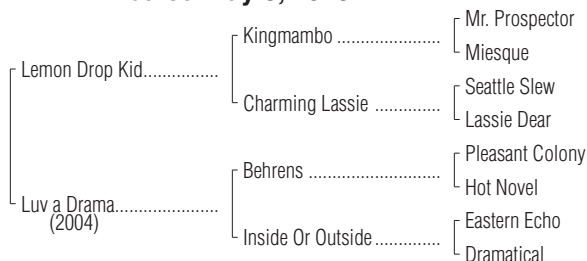 Kingmambo ..................
Mr. Prospector
Miesque
Lemon Drop Kid...............
Charming Lassie .............
Seattle Slew
Lassie Dear
Behrens .......................
Pleasant Colony
Hot Novel
Luv a Drama.....................
(2004)
Inside Or Outside...............
Eastern Echo
Dramatical